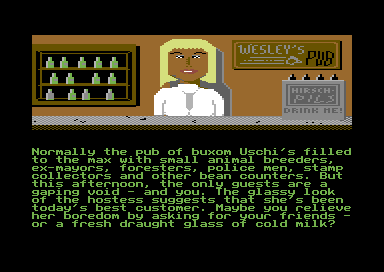 WESLEY'S
PUB
HIRSCH-
PILS
DRINK ME!
Normally the pub of buxom Uschi's filled
to the max with small animal breeders,
ex-mayors, foresters, police men, stamp
collectors and other bean counters. But
this afternoon, the only guests are a
gaping void - and you. The glassy look
of the hostess suggests that she's been
today's best customer. Maybe you relieve
her boredom by asking for your friends -
or a fresh draught glass of cold milk?